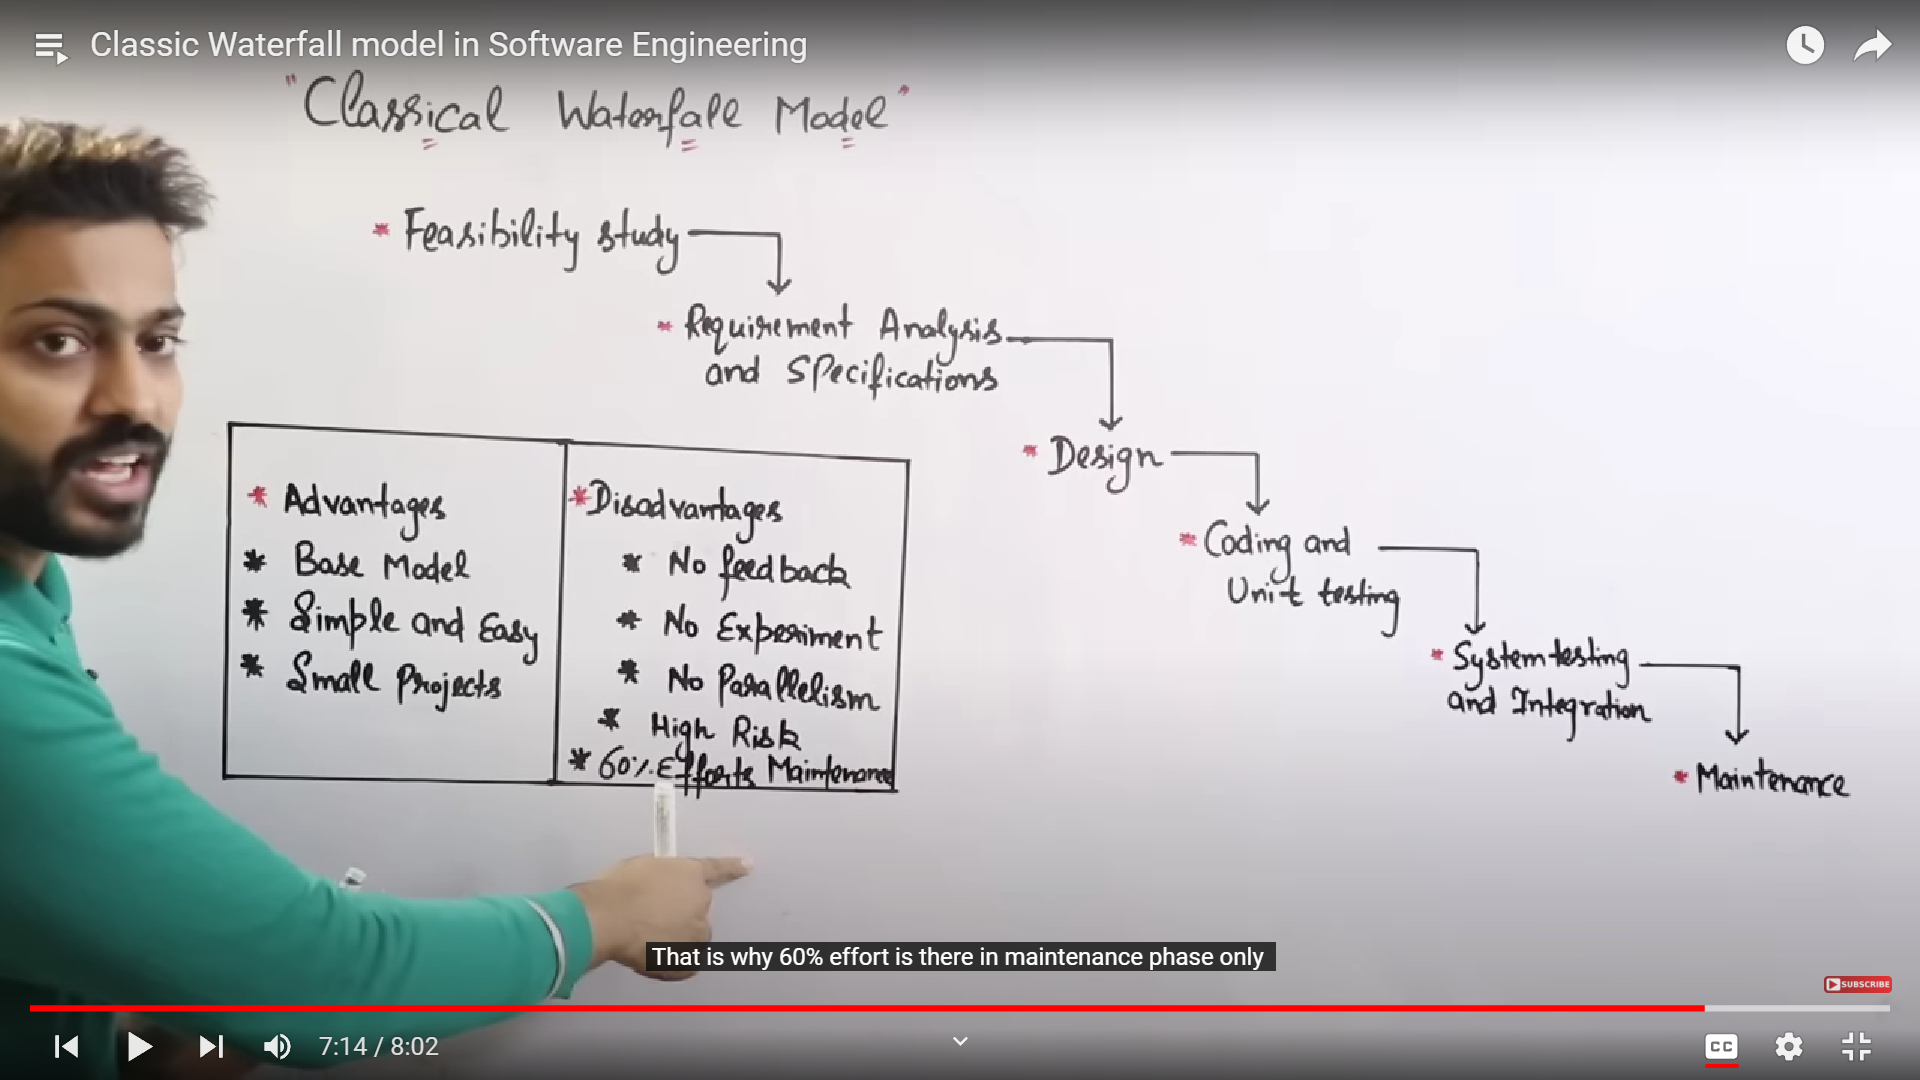 Classic Waterfall model in Software Engineering
"Classical Waterfall Model"
* Feasibility study
* Requirement Analysis
and Specifications
* Design
* Coding and
Unit testing
* System testing
and Integration
* Maintenance
* Advantages
* Base Model
* Simple and Easy
* Small Projects
* Disadvantages
* No feedback
* No Experiment
* No Parallelism
* High Risk
* 60% Efforts Maintenance
That is why 60% effort is there in maintenance phase only
SUBSCRIBE
7:14 / 8:02
CC